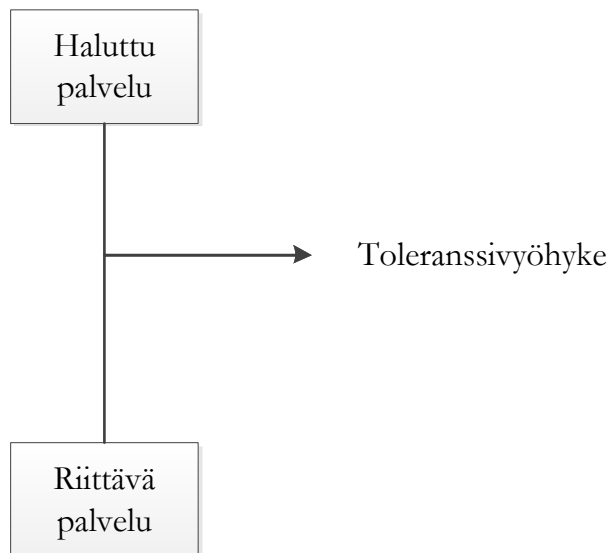 Haluttu
palvelu
Toleranssivyöhyke
Riittävä
palvelu